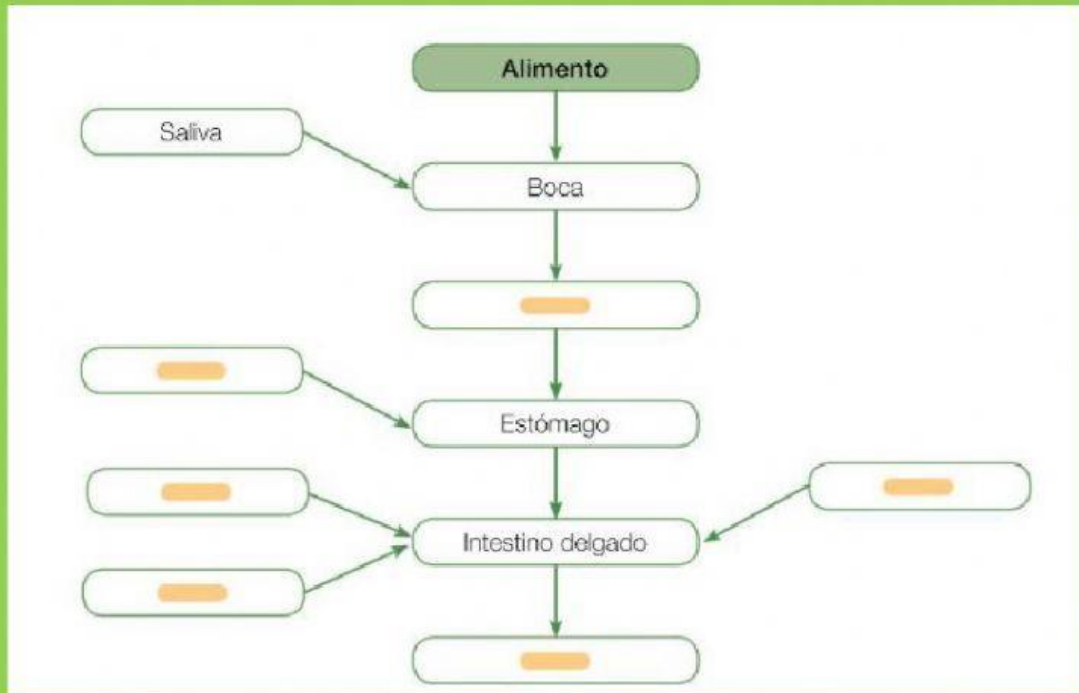 Alimento
Saliva
Boca
Estómago
Intestino delgado